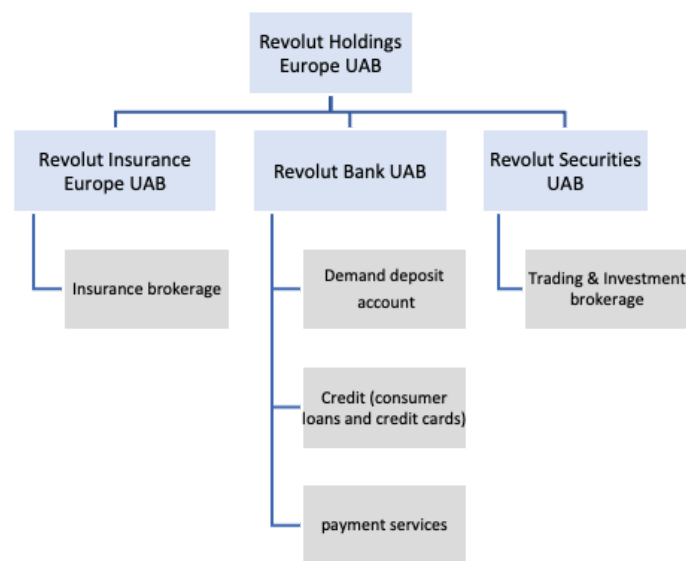 Revolut Holdings
Europe UAB
Revolut Insurance
Europe UAB
Revolut Bank UAB
Revolut Securities
UAB
Insurance brokerage
Demand deposit
account
Trading & Investment
brokerage
Credit (consumer
loans and credit cards)
payment services